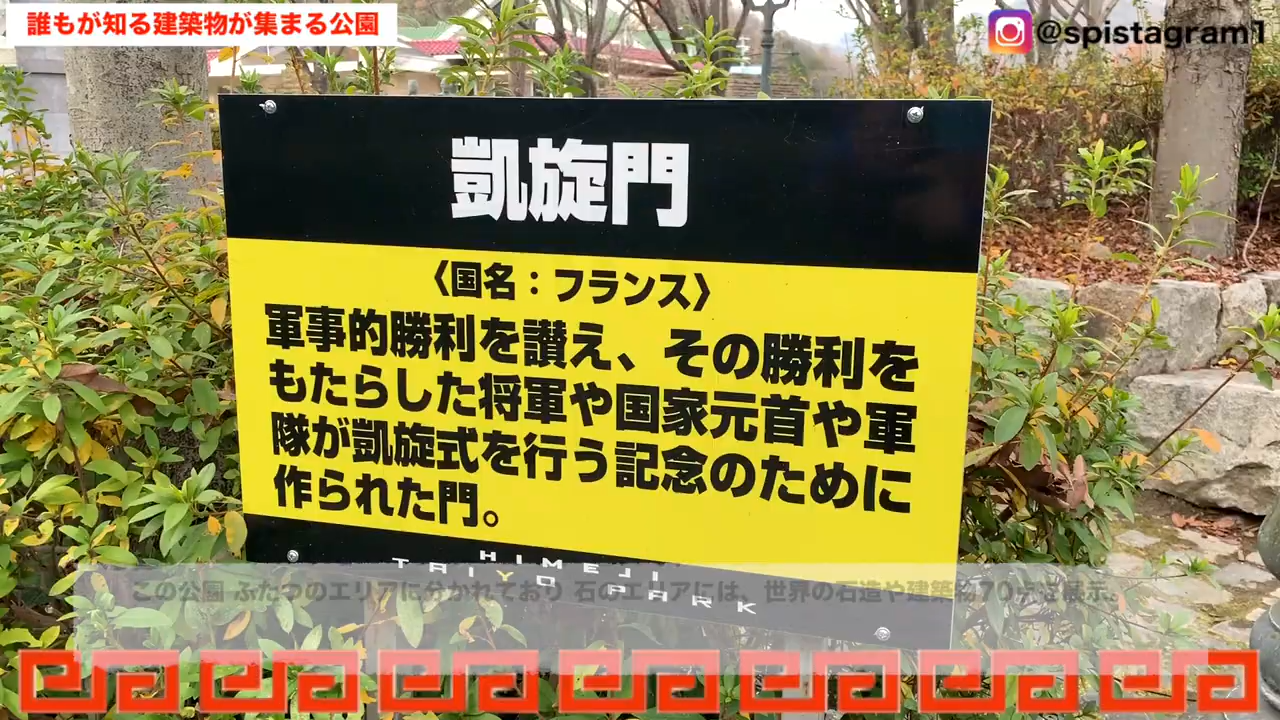 誰もが知る建築物が集まる公園
@spistagram1
凱旋門
〈国名：フランス〉
軍事的勝利を讃え、その勝利を
もたらした将軍や国家元首や軍
隊が凱旋式を行う記念のために
作られた門。
HIMEJI
TAIYO PARK
この公園 ふたつのエリアに分かれており 石のエリアには、世界の石造や建築物70点を展示。